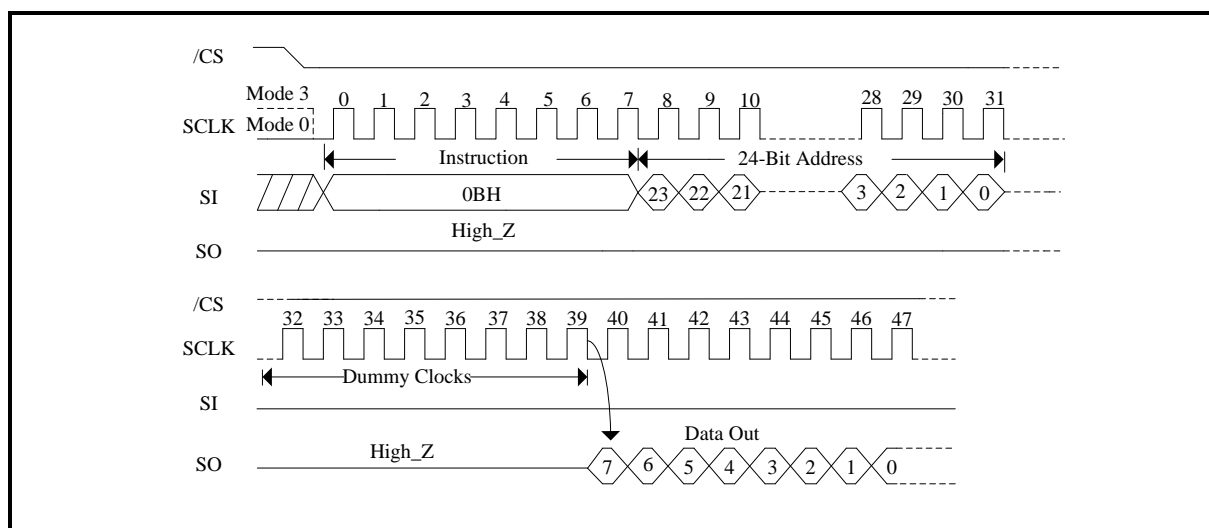 /CS
Mode 3
0 1 2 3 4 5 6 7 8 9 10 28 29 30 31
SCLK Mode 0
Instruction 24-Bit Address
SI 0BH 23 22 21 3 2 1 0
High_Z
SO
/CS
32 33 34 35 36 37 38 39 40 41 42 43 44 45 46 47
SCLK
Dummy Clocks
SI
Data Out
High_Z
SO 7 6 5 4 3 2 1 0